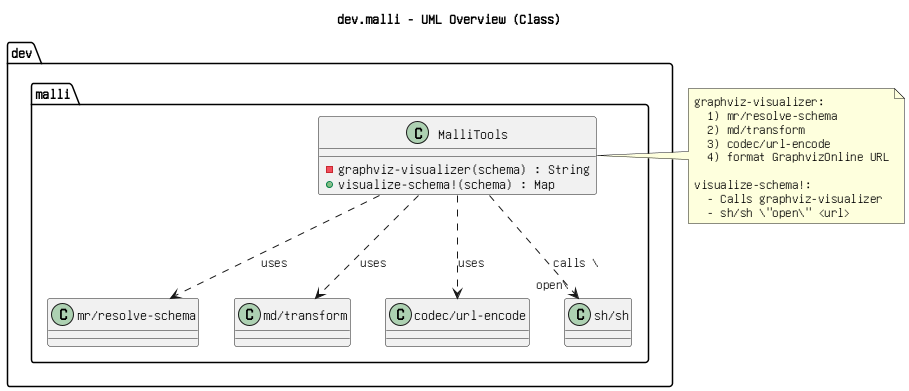 dev.malli - UML Overview (Class)
dev
malli
C MalliTools
graphviz-visualizer(schema) : String
visualize-schema!(schema) : Map
graphviz-visualizer:
1) mr/resolve-schema
2) md/transform
3) codec/url-encode
4) format GraphvizOnline URL
visualize-schema!:
- Calls graphviz-visualizer
- sh/sh \"open\" <url>
uses
uses
uses
calls \
open\
C mr/resolve-schema
C md/transform
C codec/url-encode
C sh/sh